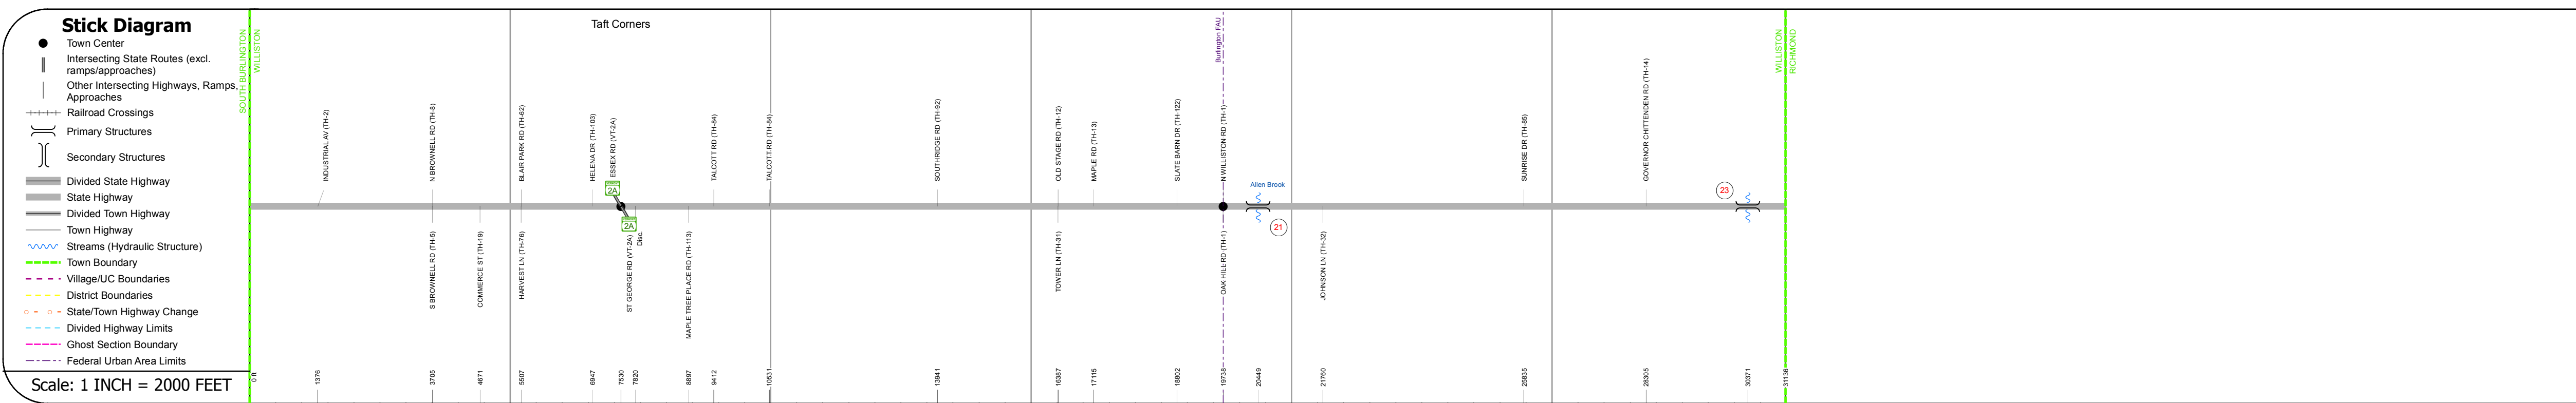 Stick Diagram
Town Center
Intersecting State Routes (excl.
ramps/approaches)
Other Intersecting Highways, Ramps,
Approaches
Railroad Crossings
Primary Structures
Secondary Structures
Divided State Highway
State Highway
Divided Town Highway
Town Highway
Streams (Hydraulic Structure)
Town Boundary
Village/UC Boundaries
District Boundaries
State/Town Highway Change
Divided Highway Limits
Ghost Section Boundary
Federal Urban Area Limits
Scale: 1 INCH = 2000 FEET
SOUTH BURLINGTON
WILLISTON
Taft Corners
Burlington FAU
WILLISTON
RICHMOND
INDUSTRIAL AV (TH-2)
N BROWNELL RD (TH-8)
BLAIR PARK RD (TH-62)
HELENA DR (TH-103)
ESSEX RD (VT-2A)
TALCOTT RD (TH-84)
TALCOTT RD (TH-84)
SOUTHRIDGE RD (TH-92)
OLD STAGE RD (TH-12)
MAPLE RD (TH-13)
SLATE BARN DR (TH-122)
N WILLISTON RD (TH-1)
SUNRISE DR (TH-85)
GOVERNOR CHITTENDEN RD (TH-14)
2A
2A
Allen Brook
21
23
S BROWNELL RD (TH-5)
COMMERCE ST (TH-19)
HARVEST LN (TH-76)
ST GEORGE RD (VT-2A)
Disc.
MAPLE TREE PLACE RD (TH-113)
TOWER LN (TH-31)
OAK HILL RD (TH-1)
JOHNSON LN (TH-32)
0 ft
1376
3705
4671
5507
6947
7530
7820
8897
9412
10531
13941
16387
17115
18802
19738
20449
21760
25835
28305
30371
31136